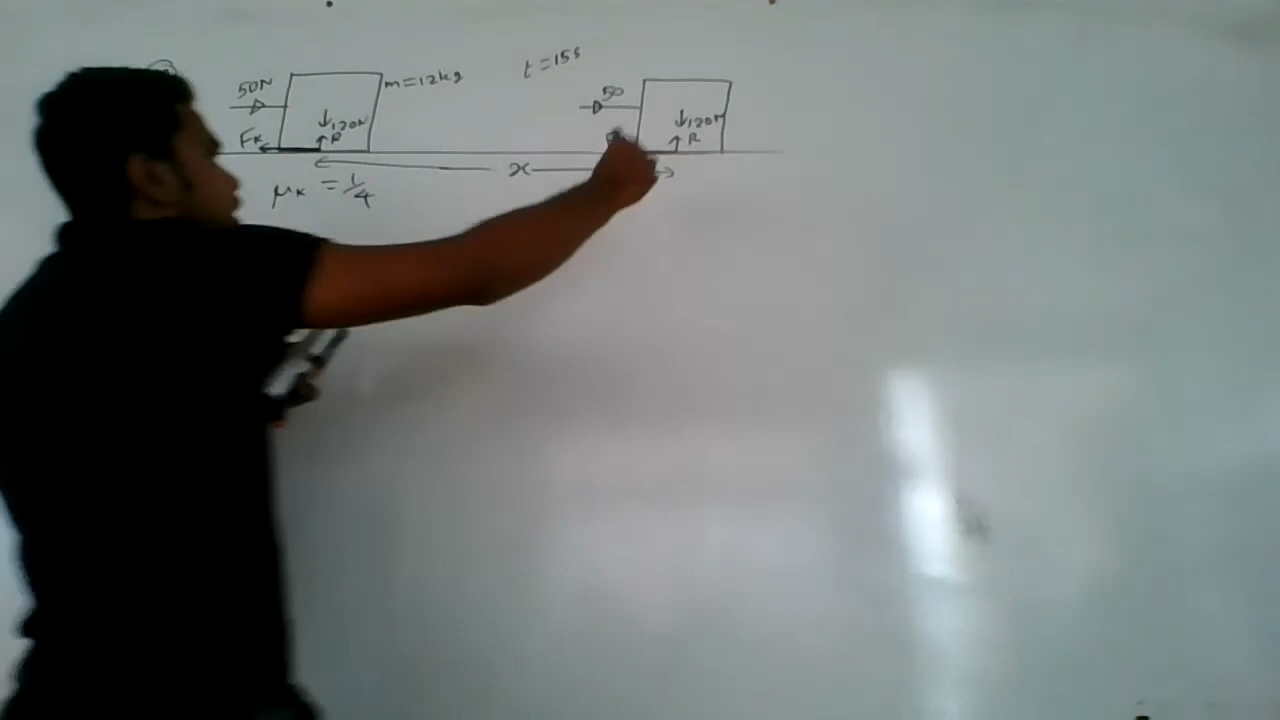 50N
m=12kg
t=15s
50
↓120N
↑R
Fk
↓120N
↑R
x
μk = 1/4